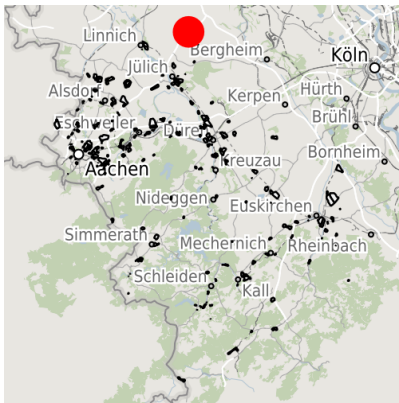 Linnich
Bergheim
Köln
Jülich
Alsdorf
Kerpen
Hürth
Eschweiler
Düre
Brühl
Bornheim
Aachen
Kreuzau
Nideggen
Euskirchen
Simmerath
Mechernich
Rheinbach
Schleiden
Kall